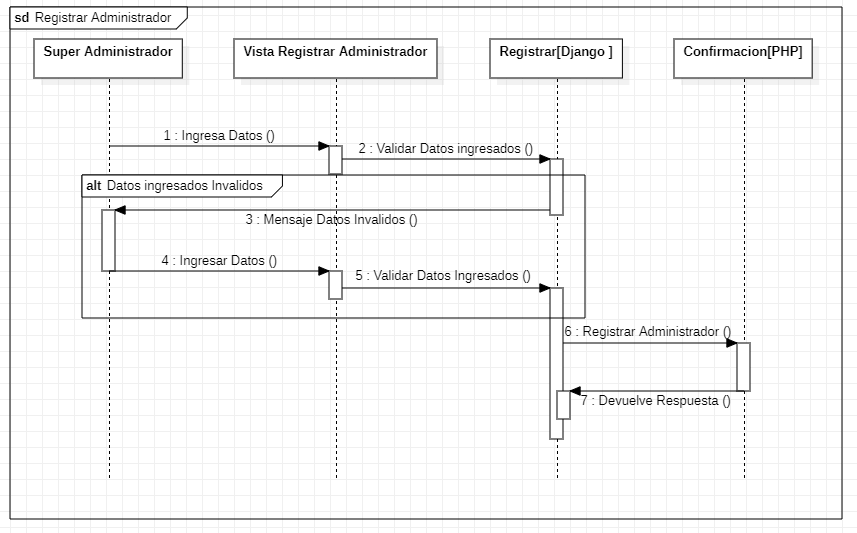 sd Registrar Administrador
Super Administrador
Vista Registrar Administrador
Registrar[Django ]
Confirmacion[PHP]
1 : Ingresa Datos ()
2 : Validar Datos ingresados ()
alt Datos ingresados Invalidos
3 : Mensaje Datos Invalidos ()
4 : Ingresar Datos ()
5 : Validar Datos Ingresados ()
6 : Registrar Administrador ()
7 : Devuelve Respuesta ()